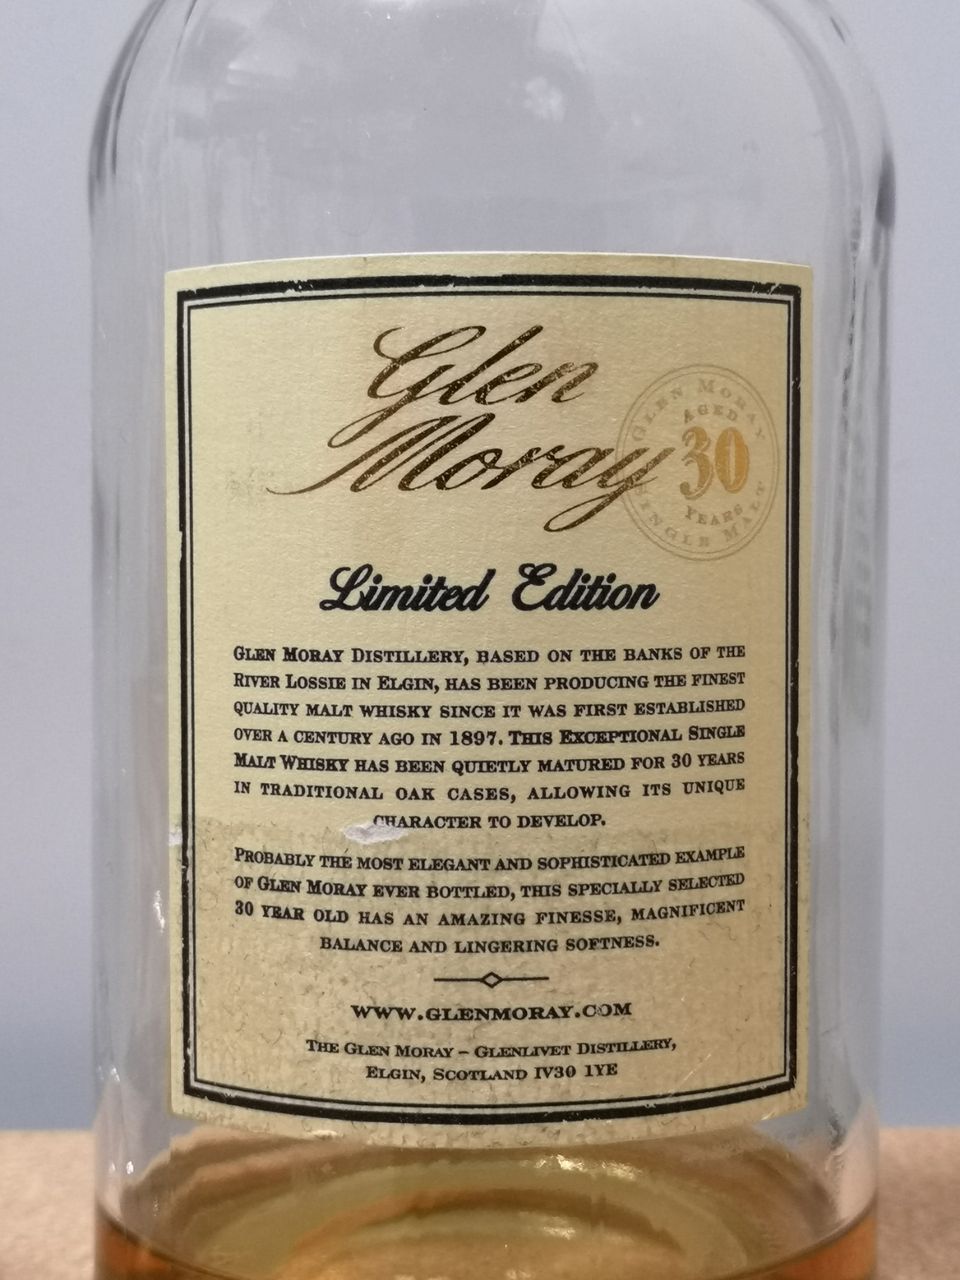 Glen
Moray
GLEN MORAY
AGED
30
YEARS
SINGLE MALT
Limited Edition
GLEN MORAY DISTILLERY, BASED ON THE BANKS OF THE
RIVER LOSSIE IN ELGIN, HAS BEEN PRODUCING THE FINEST
QUALITY MALT WHISKY SINCE IT WAS FIRST ESTABLISHED
OVER A CENTURY AGO IN 1897. THIS EXCEPTIONAL SINGLE
MALT WHISKY HAS BEEN QUIETLY MATURED FOR 30 YEARS
IN TRADITIONAL OAK CASES, ALLOWING ITS UNIQUE
CHARACTER TO DEVELOP.
PROBABLY THE MOST ELEGANT AND SOPHISTICATED EXAMPLE
OF GLEN MORAY EVER BOTTLED, THIS SPECIALLY SELECTED
30 YEAR OLD HAS AN AMAZING FINESSE, MAGNIFICENT
BALANCE AND LINGERING SOFTNESS.
WWW.GLENMORAY.COM
THE GLEN MORAY – GLENLIVET DISTILLERY,
ELGIN, SCOTLAND IV30 1YE